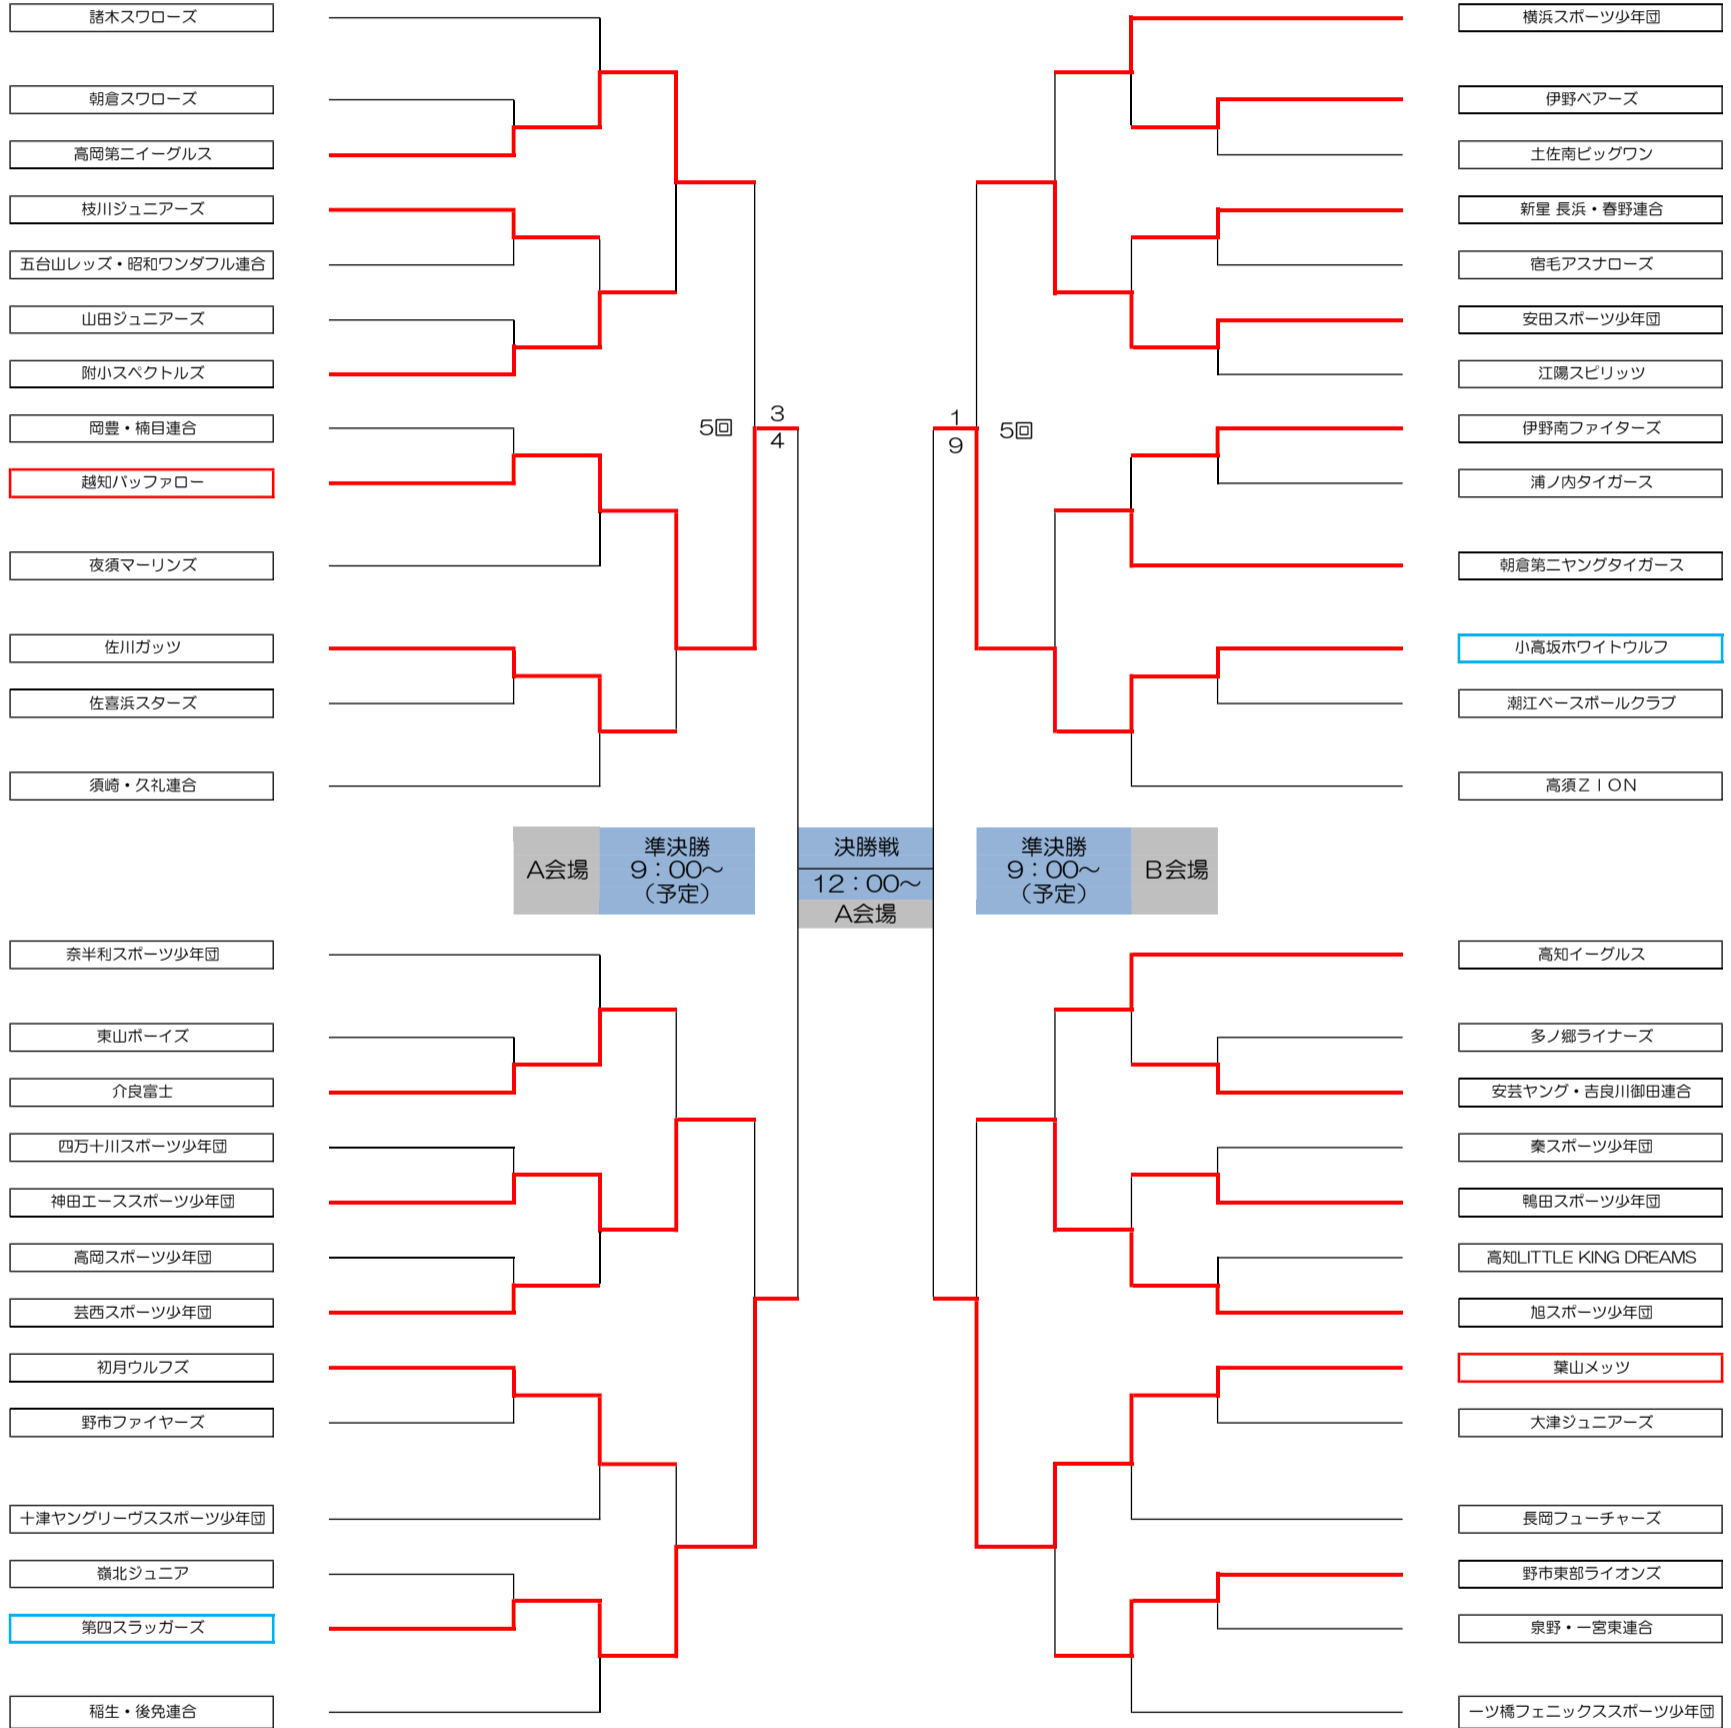 諸木スワローズ
朝倉スワローズ
高岡第二イーグルス
枝川ジュニアーズ
五台山レッズ・昭和ワンダフル連合
山田ジュニアーズ
附小スペクトルズ
岡豊・楠目連合
越知バッファロー
夜須マーリンズ
佐川ガッツ
佐喜浜スターズ
須崎・久礼連合
5回
3
4
1
9
5回
横浜スポーツ少年団
伊野ベアーズ
土佐南ビッグワン
新星 長浜・春野連合
宿毛アスナローズ
安田スポーツ少年団
江陽スピリッツ
伊野南ファイターズ
浦ノ内タイガース
朝倉第二ヤングタイガース
小高坂ホワイトウルフ
潮江ベースボールクラブ
高須ZION
A会場
準決勝
9：00～
（予定）
決勝戦
12：00～
A会場
準決勝
9：00～
（予定）
B会場
奈半利スポーツ少年団
東山ボーイズ
介良富士
四万十川スポーツ少年団
神田エーススポーツ少年団
高岡スポーツ少年団
芸西スポーツ少年団
初月ウルフズ
野市ファイヤーズ
十津ヤングリーヴススポーツ少年団
嶺北ジュニア
第四スラッガーズ
稲生・後免連合
高知イーグルス
多ノ郷ライナーズ
安芸ヤング・吉良川御田連合
秦スポーツ少年団
鴨田スポーツ少年団
高知LITTLE KING DREAMS
旭スポーツ少年団
葉山メッツ
大津ジュニアーズ
長岡フューチャーズ
野市東部ライオンズ
泉野・一宮東連合
一ツ橋フェニックススポーツ少年団